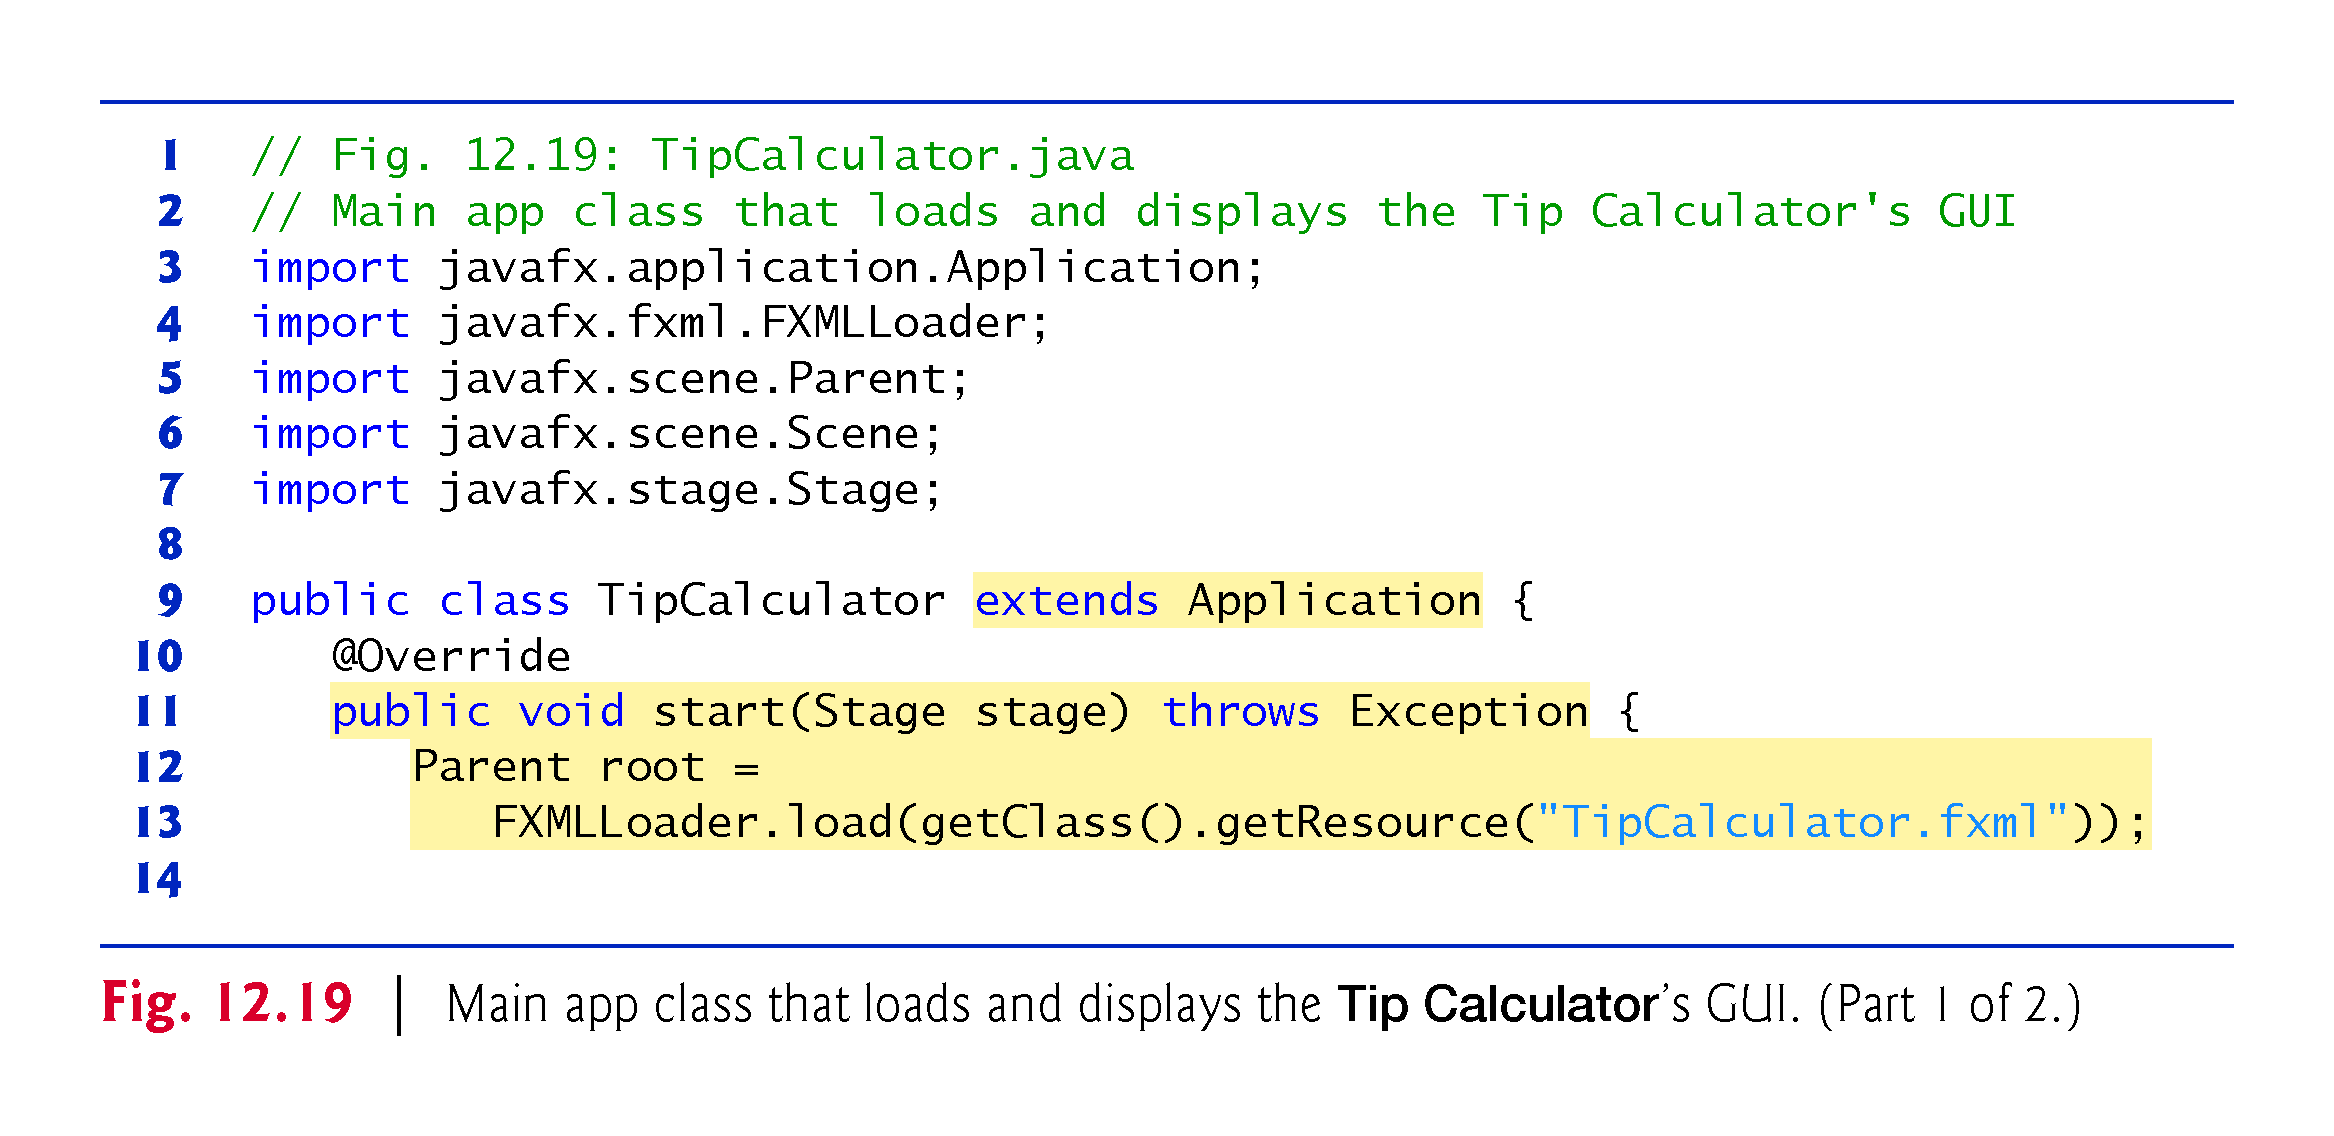 1 // Fig. 12.19: TipCalculator.java
2 // Main app class that loads and displays the Tip Calculator's GUI
3 import javafx.application.Application;
4 import javafx.fxml.FXMLLoader;
5 import javafx.scene.Parent;
6 import javafx.scene.Scene;
7 import javafx.stage.Stage;
8
9 public class TipCalculator extends Application {
10    @Override
11    public void start(Stage stage) throws Exception {
12       Parent root =
13          FXMLLoader.load(getClass().getResource("TipCalculator.fxml"));
14
Fig. 12.19 | Main app class that loads and displays the Tip Calculator’s GUI. (Part 1 of 2.)